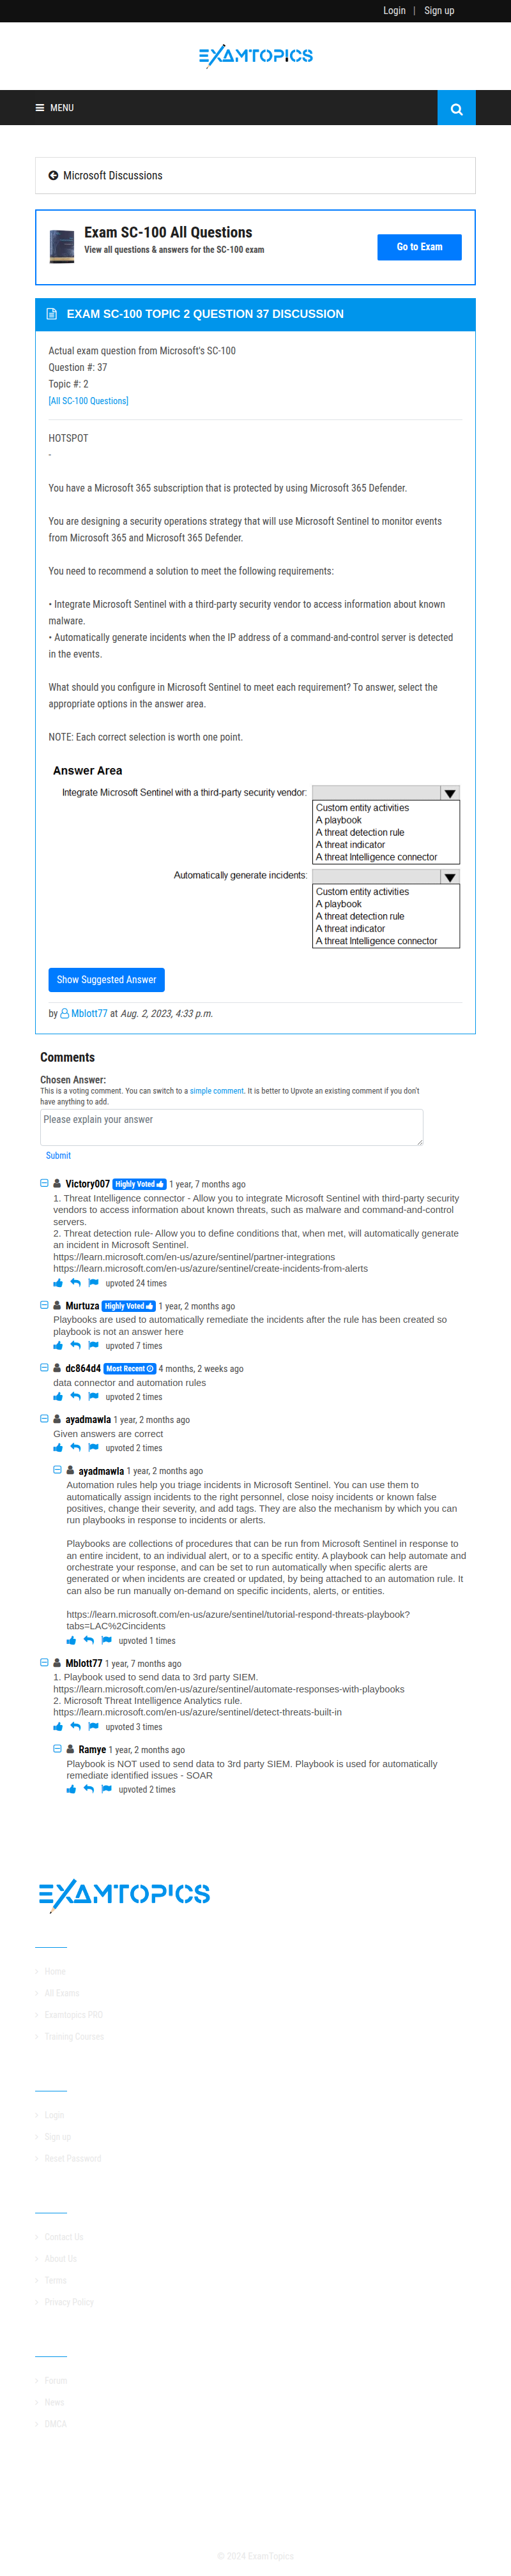 Login | Sign up
EXAMTOPICS
MENU
Microsoft Discussions
Exam SC-100 All Questions
View all questions & answers for the SC-100 exam
Go to Exam
EXAM SC-100 TOPIC 2 QUESTION 37 DISCUSSION
Actual exam question from Microsoft's SC-100
Question #: 37
Topic #: 2
[All SC-100 Questions]
HOTSPOT
-
You have a Microsoft 365 subscription that is protected by using Microsoft 365 Defender.
You are designing a security operations strategy that will use Microsoft Sentinel to monitor events
from Microsoft 365 and Microsoft 365 Defender.
You need to recommend a solution to meet the following requirements:
• Integrate Microsoft Sentinel with a third-party security vendor to access information about known
malware.
• Automatically generate incidents when the IP address of a command-and-control server is detected
in the events.
What should you configure in Microsoft Sentinel to meet each requirement? To answer, select the
appropriate options in the answer area.
NOTE: Each correct selection is worth one point.
Answer Area
Integrate Microsoft Sentinel with a third-party security vendor:
Custom entity activities
A playbook
A threat detection rule
A threat indicator
A threat Intelligence connector
Automatically generate incidents:
Custom entity activities
A playbook
A threat detection rule
A threat indicator
A threat Intelligence connector
Show Suggested Answer
by Mblott77 at Aug. 2, 2023, 4:33 p.m.
Comments
Chosen Answer:
This is a voting comment. You can switch to a simple comment. It is better to Upvote an existing comment if you don't
have anything to add.
Please explain your answer
Submit
Victory007 Highly Voted 1 year, 7 months ago
1. Threat Intelligence connector - Allow you to integrate Microsoft Sentinel with third-party security
vendors to access information about known threats, such as malware and command-and-control
servers.
2. Threat detection rule- Allow you to define conditions that, when met, will automatically generate
an incident in Microsoft Sentinel.
https://learn.microsoft.com/en-us/azure/sentinel/partner-integrations
https://learn.microsoft.com/en-us/azure/sentinel/create-incidents-from-alerts
upvoted 24 times
Murtuza Highly Voted 1 year, 2 months ago
Playbooks are used to automatically remediate the incidents after the rule has been created so
playbook is not an answer here
upvoted 7 times
dc864d4 Most Recent 4 months, 2 weeks ago
data connector and automation rules
upvoted 2 times
ayadmawla 1 year, 2 months ago
Given answers are correct
upvoted 2 times
ayadmawla 1 year, 2 months ago
Automation rules help you triage incidents in Microsoft Sentinel. You can use them to
automatically assign incidents to the right personnel, close noisy incidents or known false
positives, change their severity, and add tags. They are also the mechanism by which you can
run playbooks in response to incidents or alerts.
Playbooks are collections of procedures that can be run from Microsoft Sentinel in response to
an entire incident, to an individual alert, or to a specific entity. A playbook can help automate and
orchestrate your response, and can be set to run automatically when specific alerts are
generated or when incidents are created or updated, by being attached to an automation rule. It
can also be run manually on-demand on specific incidents, alerts, or entities.
https://learn.microsoft.com/en-us/azure/sentinel/tutorial-respond-threats-playbook?
tabs=LAC%2Cincidents
upvoted 1 times
Mblott77 1 year, 7 months ago
1. Playbook used to send data to 3rd party SIEM.
https://learn.microsoft.com/en-us/azure/sentinel/automate-responses-with-playbooks
2. Microsoft Threat Intelligence Analytics rule.
https://learn.microsoft.com/en-us/azure/sentinel/detect-threats-built-in
upvoted 3 times
Ramye 1 year, 2 months ago
Playbook is NOT used to send data to 3rd party SIEM. Playbook is used for automatically
remediate identified issues - SOAR
upvoted 2 times
EXAMTOPICS
Home
All Exams
Examtopics PRO
Training Courses
Login
Sign up
Reset Password
Contact Us
About Us
Terms
Privacy Policy
Forum
News
DMCA
© 2024 ExamTopics